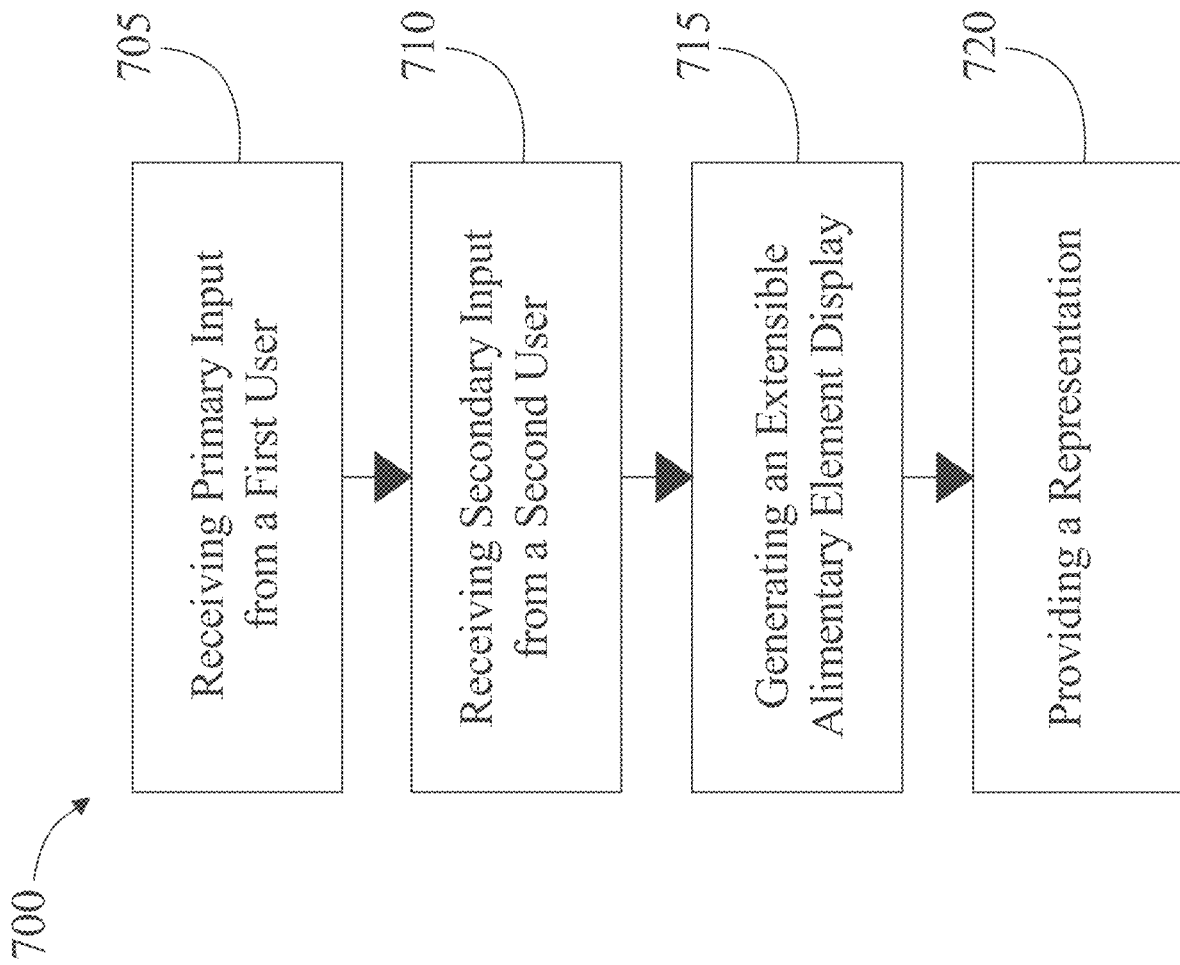 700
705
Receiving Primary Input
from a First User
710
Receiving Secondary Input
from a Second User
715
Generating an Extensible
Alimentary Element Display
720
Providing a Representation